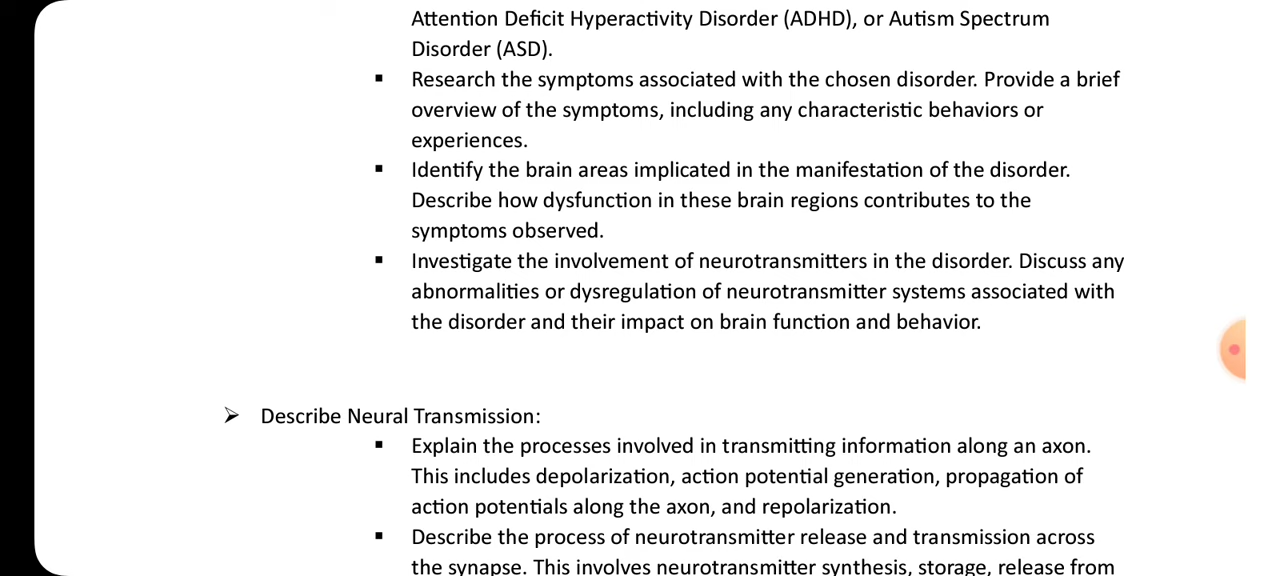 Attention Deficit Hyperactivity Disorder (ADHD), or Autism Spectrum
Disorder (ASD).
▪ Research the symptoms associated with the chosen disorder. Provide a brief
overview of the symptoms, including any characteristic behaviors or
experiences.
▪ Identify the brain areas implicated in the manifestation of the disorder.
Describe how dysfunction in these brain regions contributes to the
symptoms observed.
▪ Investigate the involvement of neurotransmitters in the disorder. Discuss any
abnormalities or dysregulation of neurotransmitter systems associated with
the disorder and their impact on brain function and behavior.
➢ Describe Neural Transmission:
▪ Explain the processes involved in transmitting information along an axon.
This includes depolarization, action potential generation, propagation of
action potentials along the axon, and repolarization.
▪ Describe the process of neurotransmitter release and transmission across
the synapse. This involves neurotransmitter synthesis, storage, release from